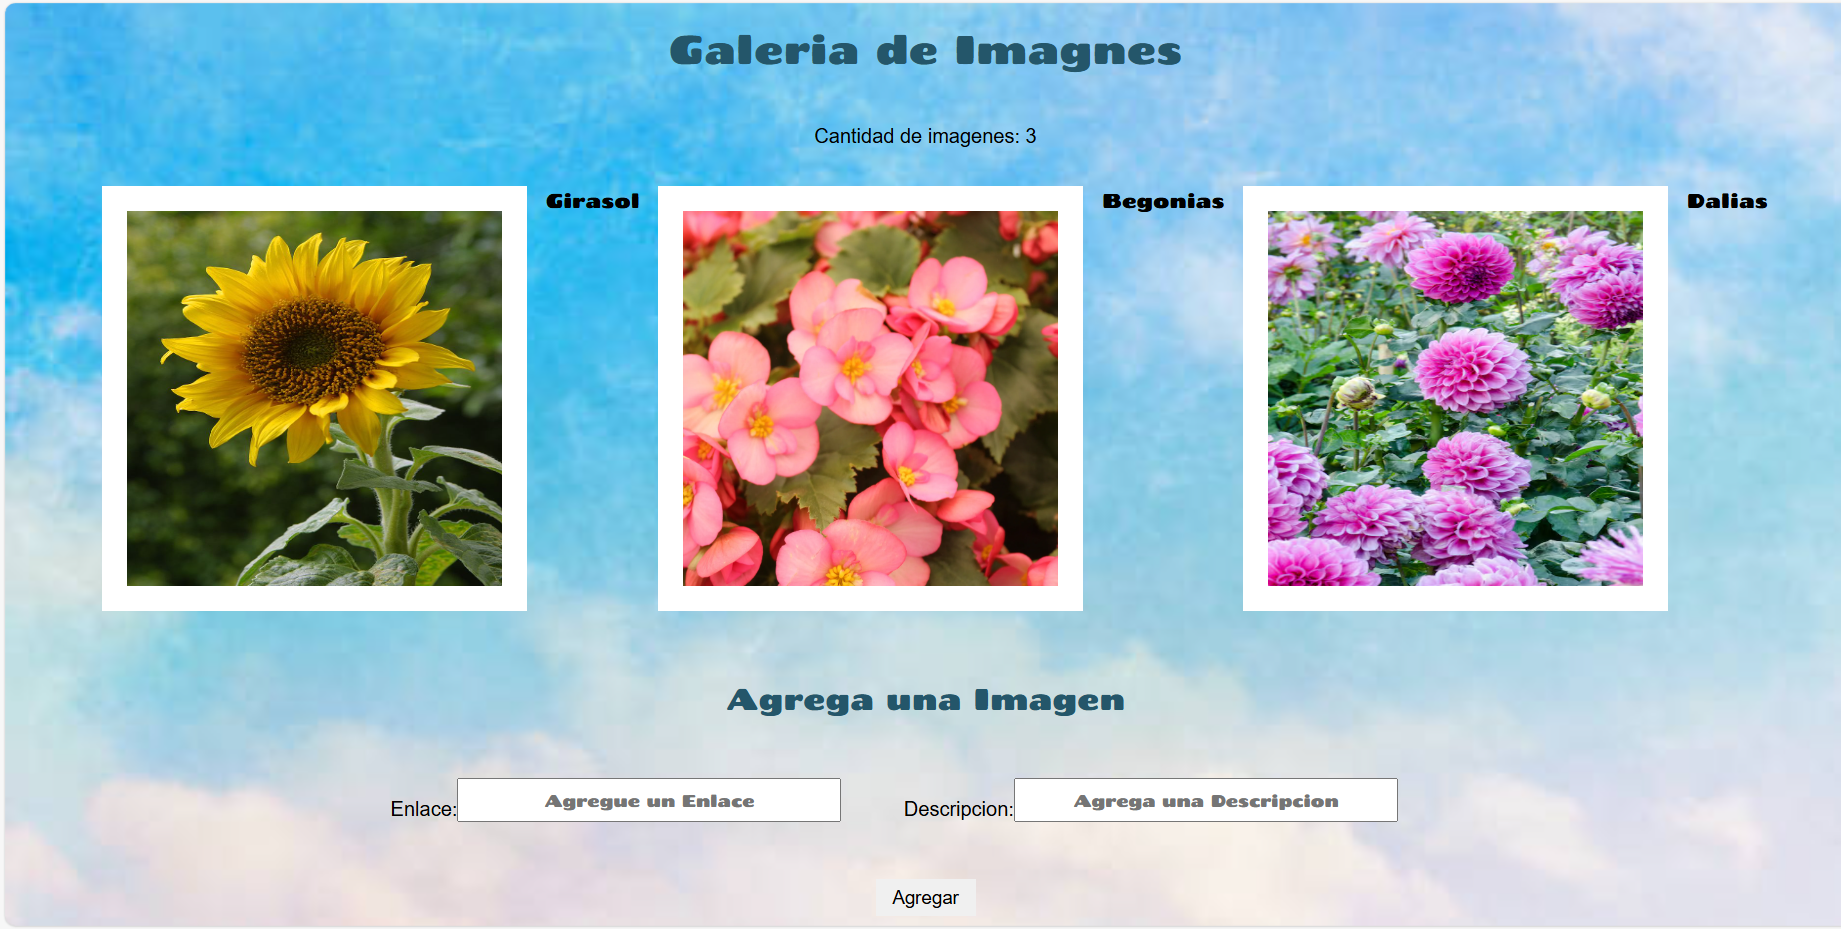 Galeria de Imagnes
Cantidad de imagenes: 3
Girasol
Begonias
Dalias
Agrega una Imagen
Enlace: Agregue un Enlace
Descripcion: Agrega una Descripcion
Agregar